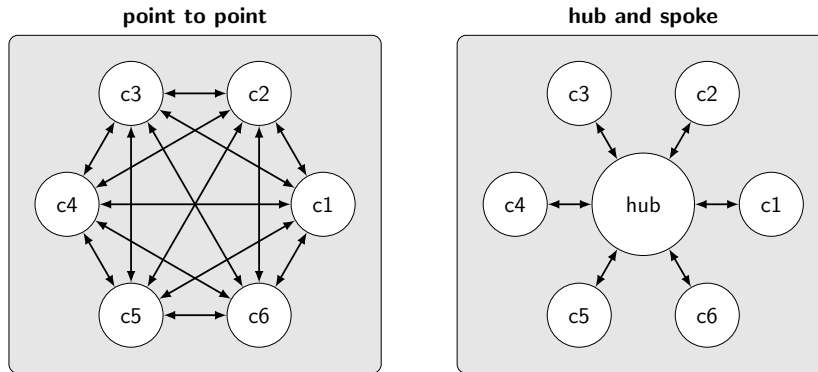 point to point
c3
c2
c4
c1
c5
c6
hub and spoke
c3
c2
c4
hub
c1
c5
c6